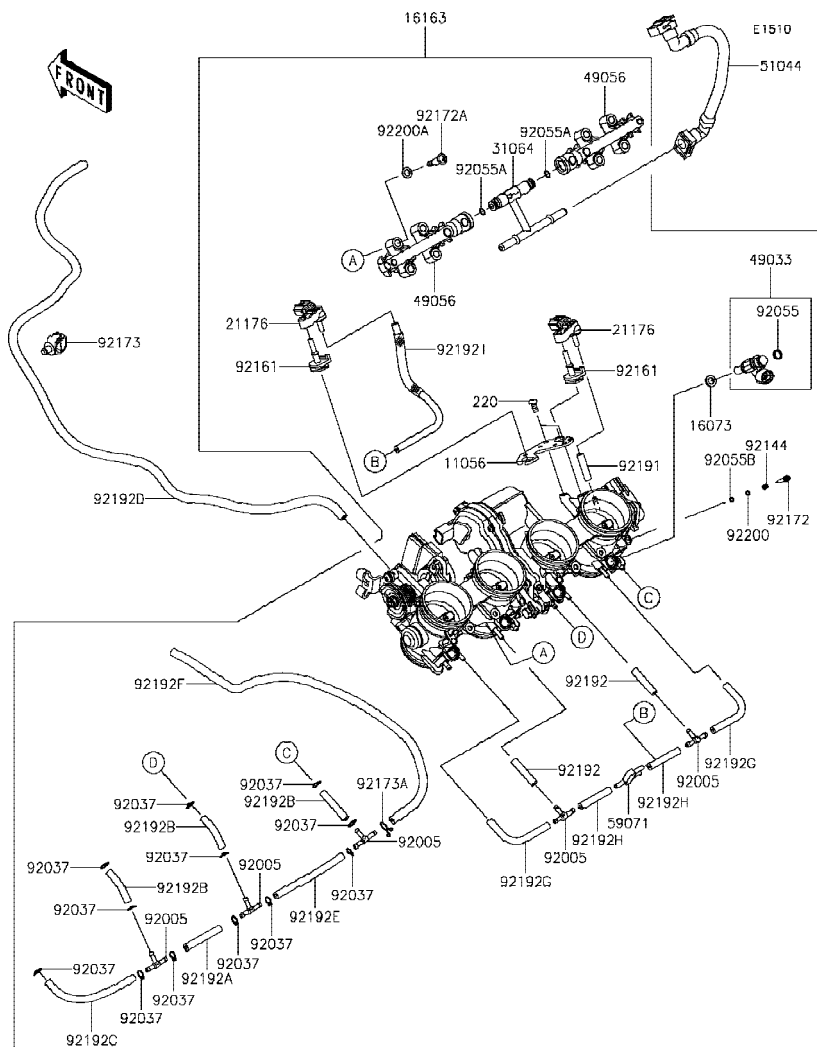 16163
E1510
FRONT
51044
49056
92172A
92200A
92055A
31064
92055A
A
49033
49056
92055
21176
21176
92173
92192I
92161
92161
220
16073
B
11056
92144
92191
92055B
92192D
92172
92200
C
D
A
92192F
92192
B
D
C
92192G
92037
92173A
92192
92005
92037
92192B
92192H
92192B
92037
59071
92005
92192H
92037
92037
92005
92005
92192G
92192B
92037
92037
92005
92192E
92037
92037
92037
92192A
92037
92037
92192C